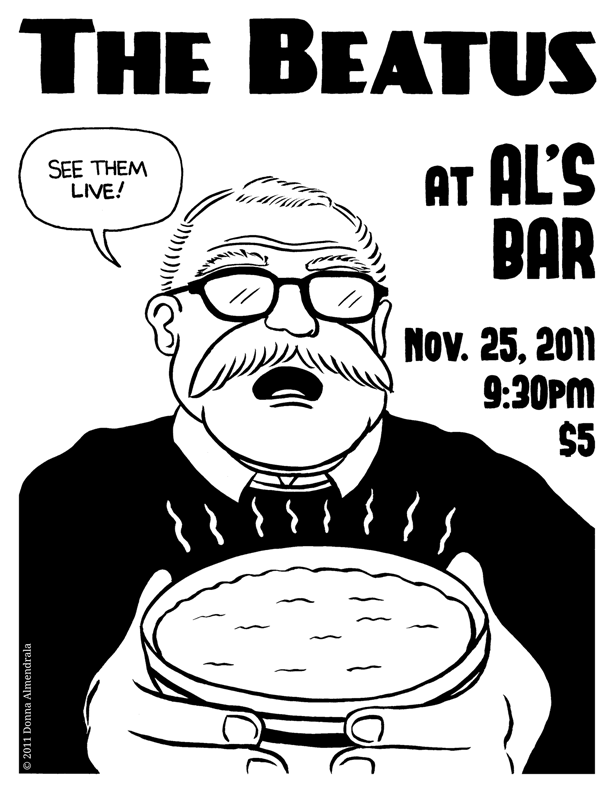 THE BEATUS
SEE THEM
LIVE!
AT AL'S
BAR
NOV. 25, 2011
9:30PM
$5
© 2011 Donna Almendrala